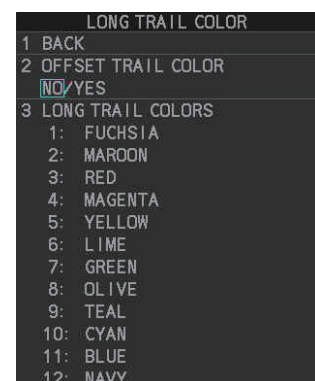 LONG TRAIL COLOR
1 BACK
2 OFFSET TRAIL COLOR
NO/YES
3 LONG TRAIL COLORS
1: FUCHSIA
2: MAROON
3: RED
4: MAGENTA
5: YELLOW
6: LIME
7: GREEN
8: OLIVE
9: TEAL
10: CYAN
11: BLUE
12: NAVY